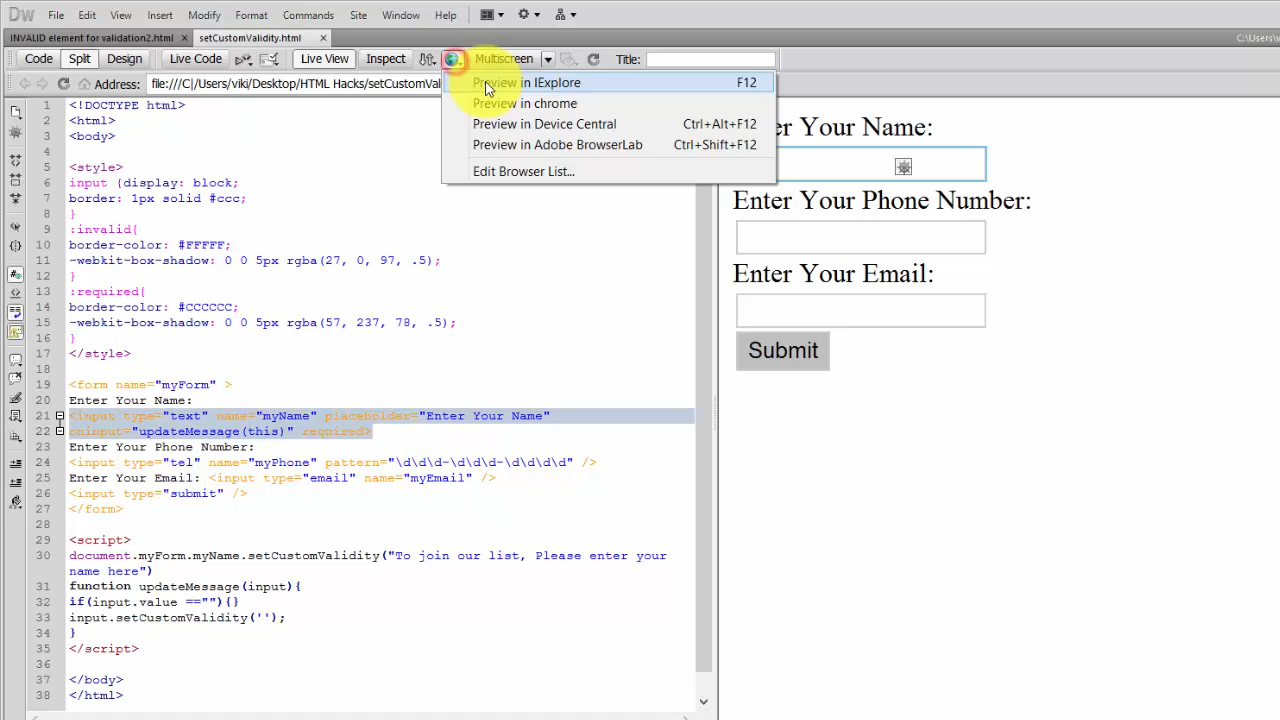 Dw File Edit View Insert Modify Format Commands Site Window Help
INVALID element for validation2.html × setCustomValidity.html × C:\Users\v
Code Split Design Live Code Live View Inspect Multiscreen Title:
Address: file:///C|/Users/viki/Desktop/HTML Hacks/setCustomVal
Preview in IExplore F12
Preview in chrome
Preview in Device Central Ctrl+Alt+F12
Preview in Adobe BrowserLab Ctrl+Shift+F12
Edit Browser List...
1 <!DOCTYPE html>
2 <html>
3 <body>
4
5 <style>
6 input {display: block;
7 border: 1px solid #ccc;
8 }
9 :invalid{
10 border-color: #FFFFF;
11 -webkit-box-shadow: 0 0 5px rgba(27, 0, 97, .5);
12 }
13 :required{
14 border-color: #CCCCCC;
15 -webkit-box-shadow: 0 0 5px rgba(57, 237, 78, .5);
16 }
17 </style>
18
19 <form name="myForm" >
20 Enter Your Name:
21 <input type="text" name="myName" placeholder="Enter Your Name"
22 oninput="updateMessage(this)" required>
23 Enter Your Phone Number:
24 <input type="tel" name="myPhone" pattern="\d\d\d-\d\d\d-\d\d\d\d" />
25 Enter Your Email: <input type="email" name="myEmail" />
26 <input type="submit" />
27 </form>
28
29 <script>
30 document.myForm.myName.setCustomValidity("To join our list, Please enter your
name here")
31 function updateMessage(input){
32 if(input.value ==""){}
33 input.setCustomValidity('');
34 }
35 </script>
36
37 </body>
38 </html>
er Your Name:
Enter Your Phone Number:
Enter Your Email:
Submit